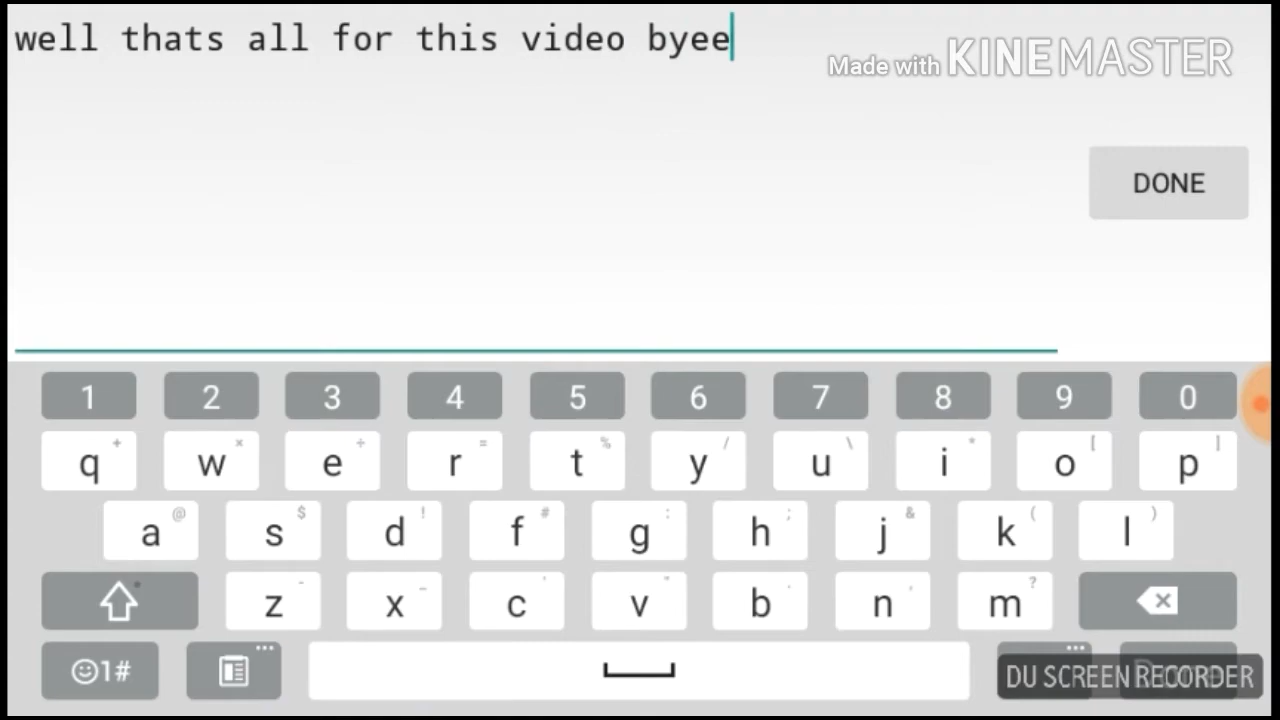 well thats all for this video byee
Made with KINEMASTER
DONE
1 2 3 4 5 6 7 8 9 0
+ × ÷ = % / \ * [ ]
q w e r t y u i o p
@ $ ! # : ; & ( )
a s d f g h j k l
- _ ' " . , ?
z x c v b n m
☺1#
DU SCREEN RECORDER